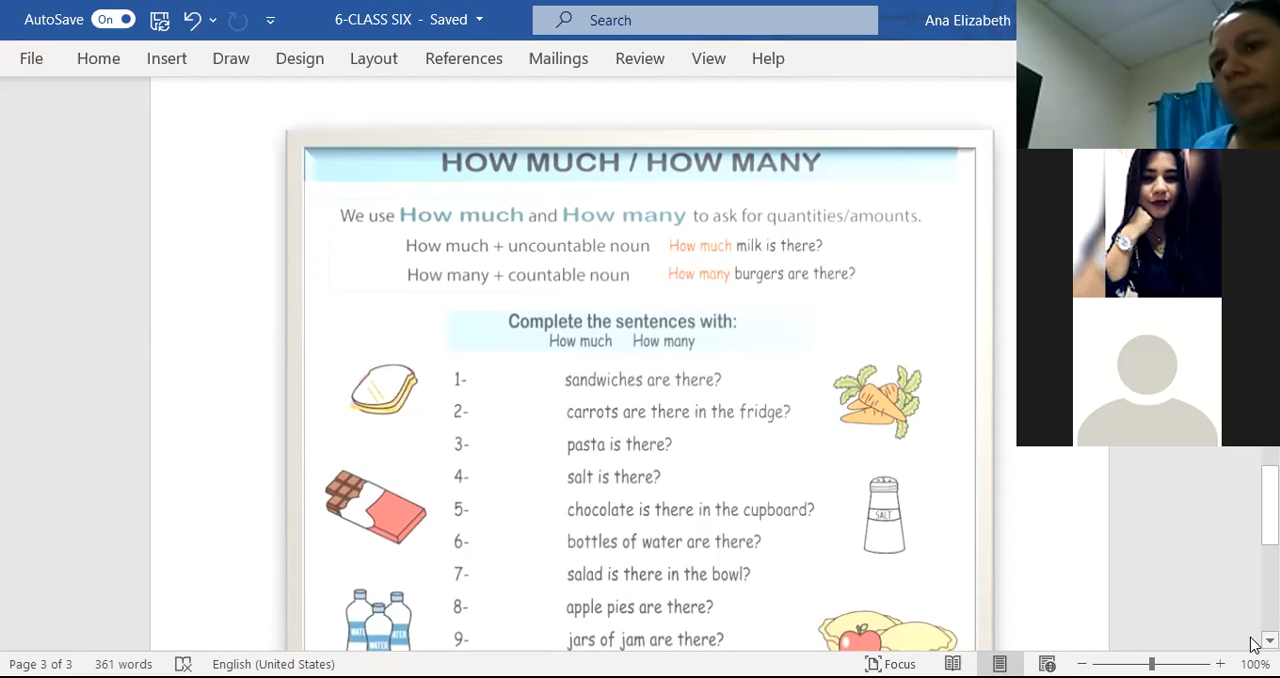 AutoSave On 6-CLASS SIX - Saved Search Ana Elizabeth
File Home Insert Draw Design Layout References Mailings Review View Help
HOW MUCH / HOW MANY
We use How much and How many to ask for quantities/amounts.
How much + uncountable noun How much milk is there?
How many + countable noun How many burgers are there?
Complete the sentences with:
How much How many
1- sandwiches are there?
2- carrots are there in the fridge?
3- pasta is there?
4- salt is there?
SALT
5- chocolate is there in the cupboard?
6- bottles of water are there?
7- salad is there in the bowl?
8- apple pies are there?
WATER
9- jars of jam are there?
Page 3 of 3 361 words English (United States) Focus 100%